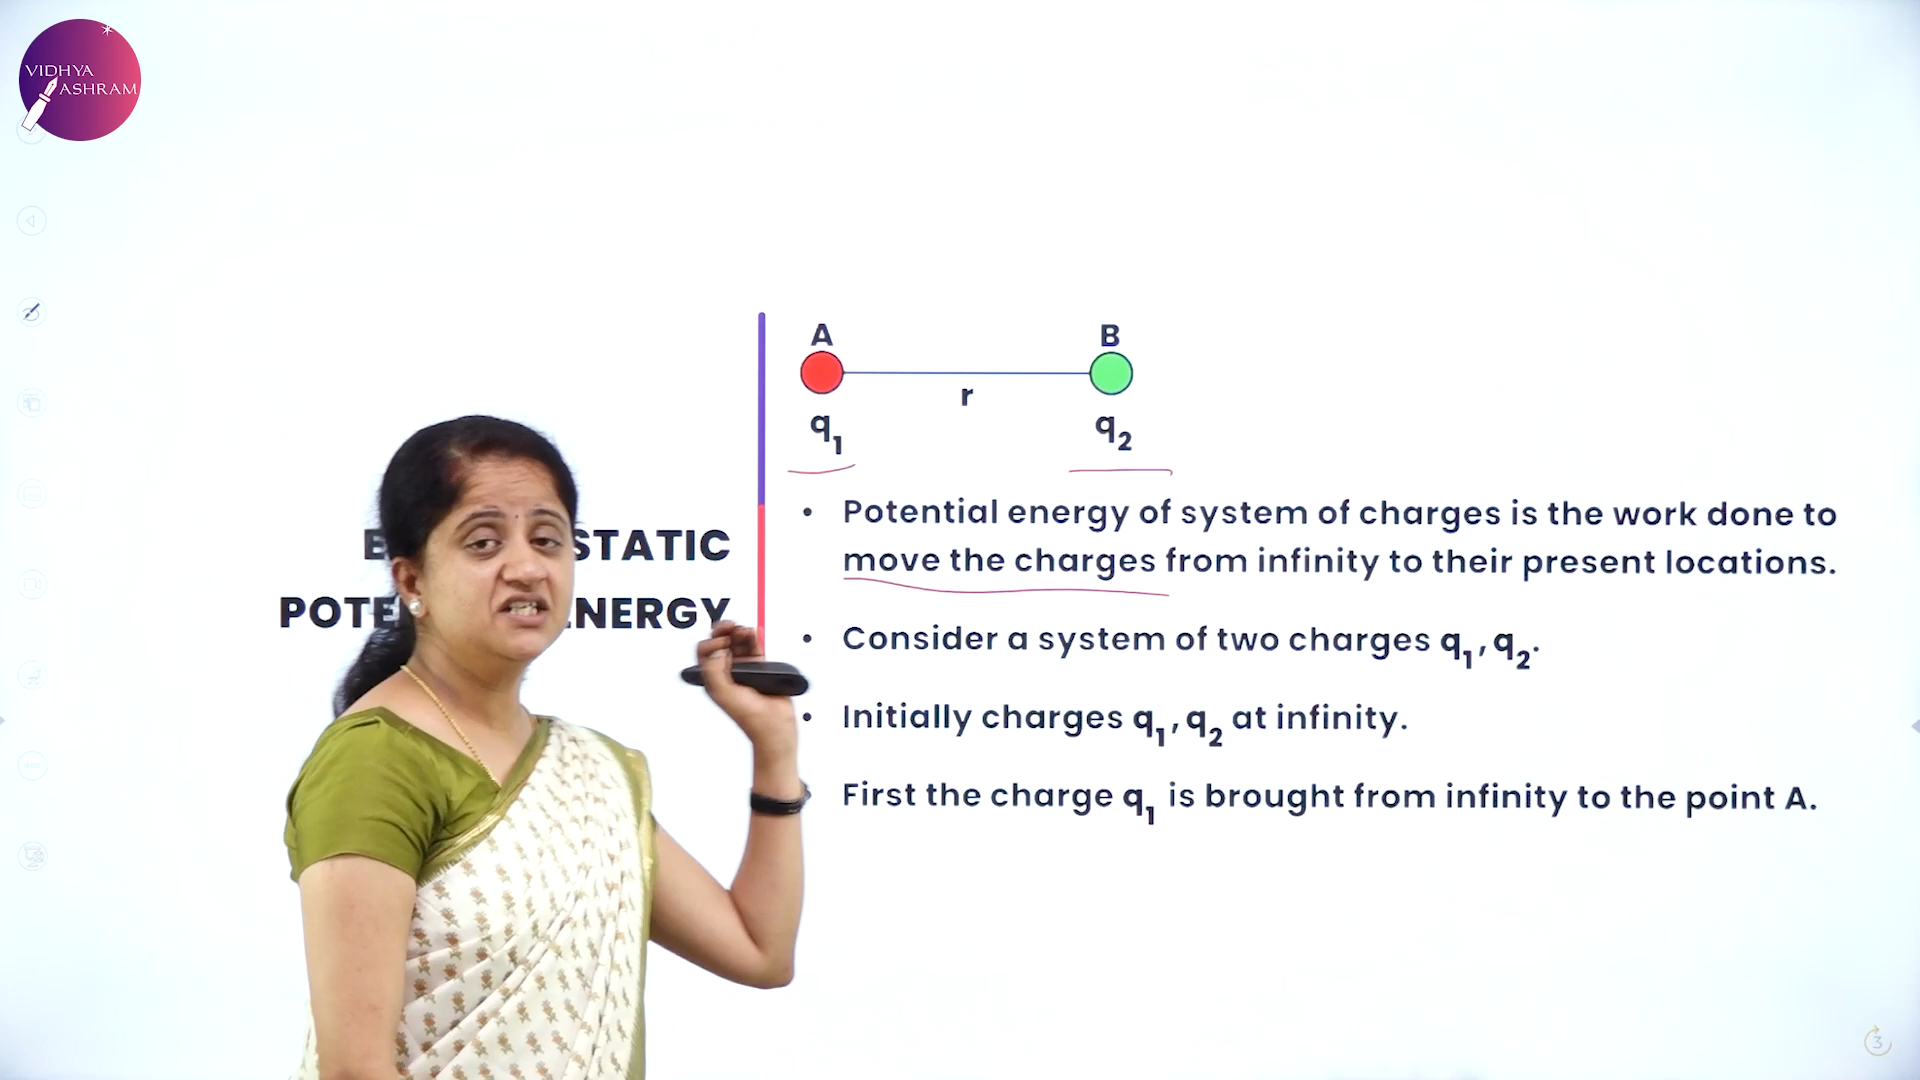 VIDHYA
ASHRAM
A B
r
q1 q2
STATIC
POTE NERGY
• Potential energy of system of charges is the work done to
move the charges from infinity to their present locations.
• Consider a system of two charges q1, q2.
• Initially charges q1, q2 at infinity.
• First the charge q1 is brought from infinity to the point A.
3